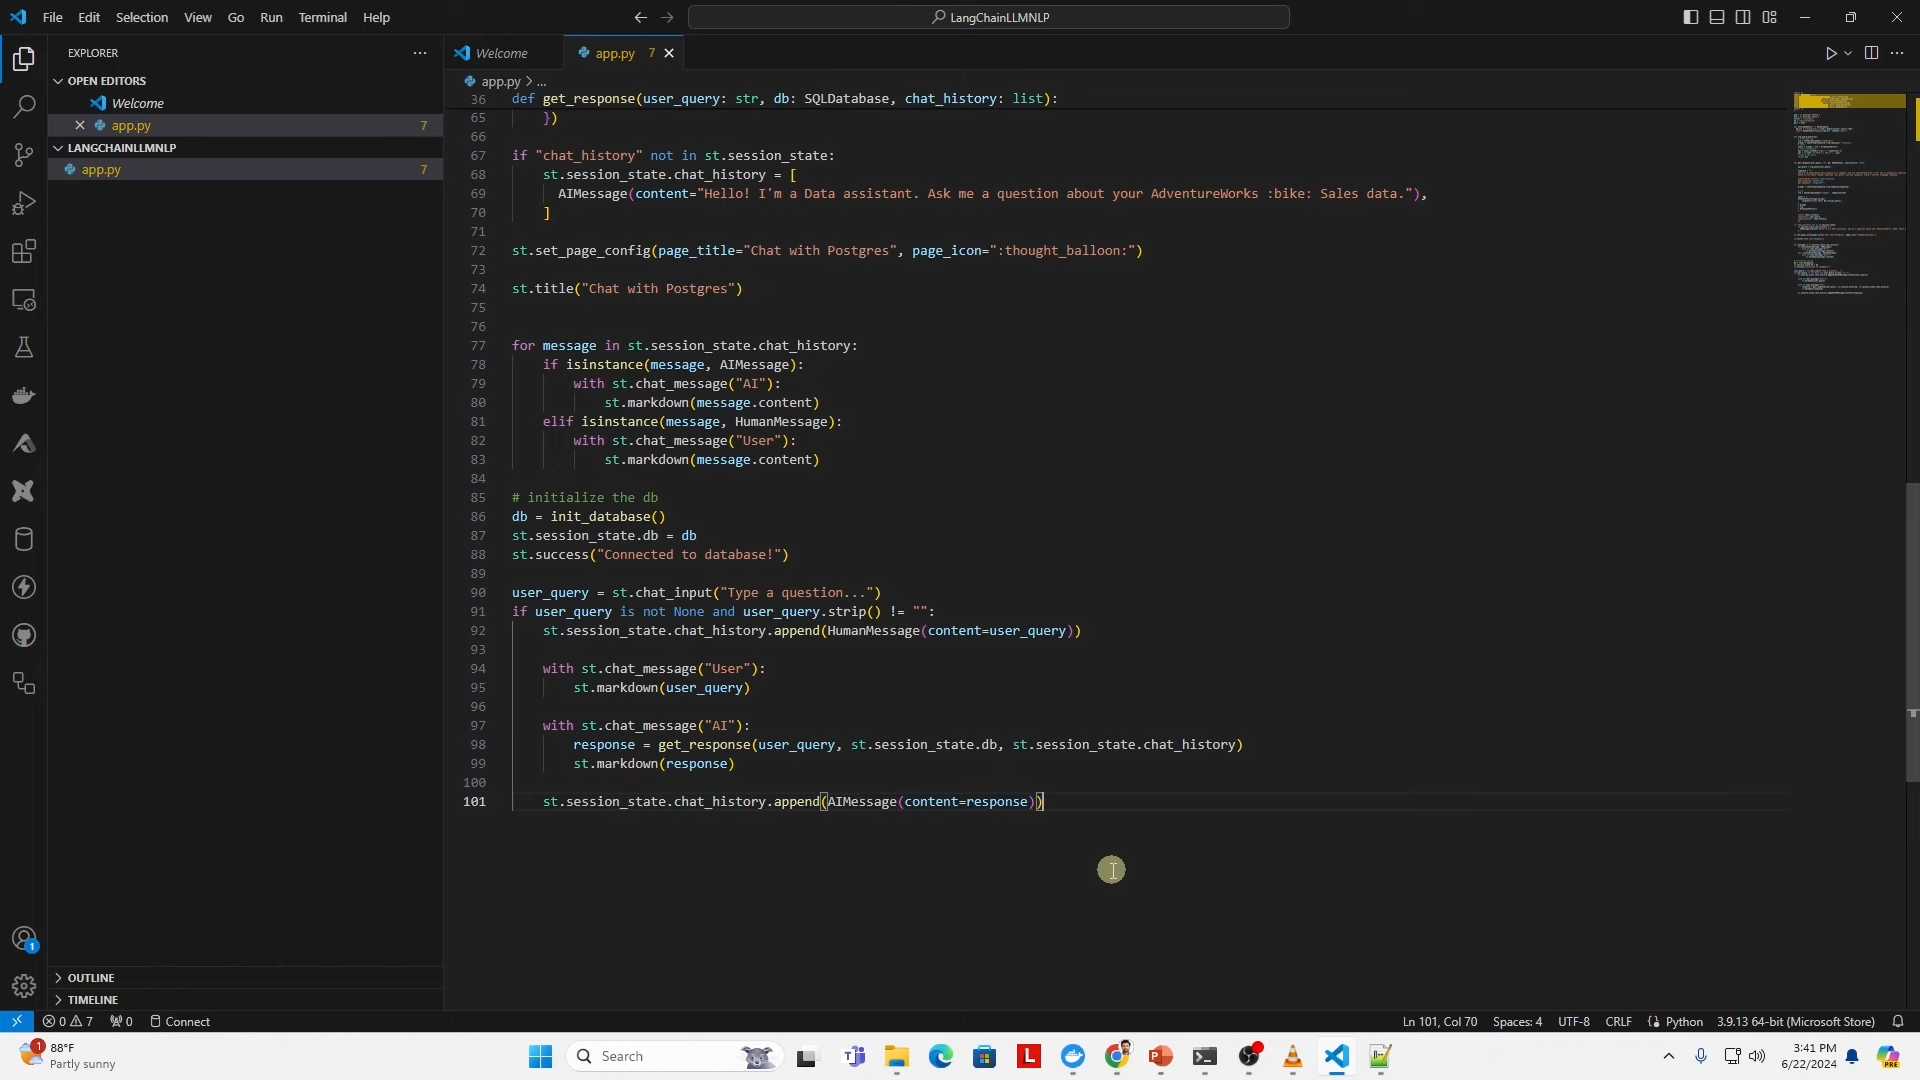 File Edit Selection View Go Run Terminal Help
LangChainLLMNLP
EXPLORER
OPEN EDITORS
Welcome
app.py 7
LANGCHAINLLMNLP
app.py 7
OUTLINE
TIMELINE
Welcome
app.py 7
app.py > ...
36 def get_response(user_query: str, db: SQLDatabase, chat_history: list):
65 })
66
67 if "chat_history" not in st.session_state:
68 st.session_state.chat_history = [
69 AIMessage(content="Hello! I'm a Data assistant. Ask me a question about your AdventureWorks :bike: Sales data."),
70 ]
71
72 st.set_page_config(page_title="Chat with Postgres", page_icon=":thought_balloon:")
73
74 st.title("Chat with Postgres")
75
76
77 for message in st.session_state.chat_history:
78 if isinstance(message, AIMessage):
79 with st.chat_message("AI"):
80 st.markdown(message.content)
81 elif isinstance(message, HumanMessage):
82 with st.chat_message("User"):
83 st.markdown(message.content)
84
85 # initialize the db
86 db = init_database()
87 st.session_state.db = db
88 st.success("Connected to database!")
89
90 user_query = st.chat_input("Type a question...")
91 if user_query is not None and user_query.strip() != "":
92 st.session_state.chat_history.append(HumanMessage(content=user_query))
93
94 with st.chat_message("User"):
95 st.markdown(user_query)
96
97 with st.chat_message("AI"):
98 response = get_response(user_query, st.session_state.db, st.session_state.chat_history)
99 st.markdown(response)
100
101 st.session_state.chat_history.append(AIMessage(content=response))
1
0 7 0 Connect
Ln 101, Col 70 Spaces: 4 UTF-8 CRLF Python 3.9.13 64-bit (Microsoft Store)
1 88°F
Partly sunny
Search
L
3:41 PM
6/22/2024
PRE